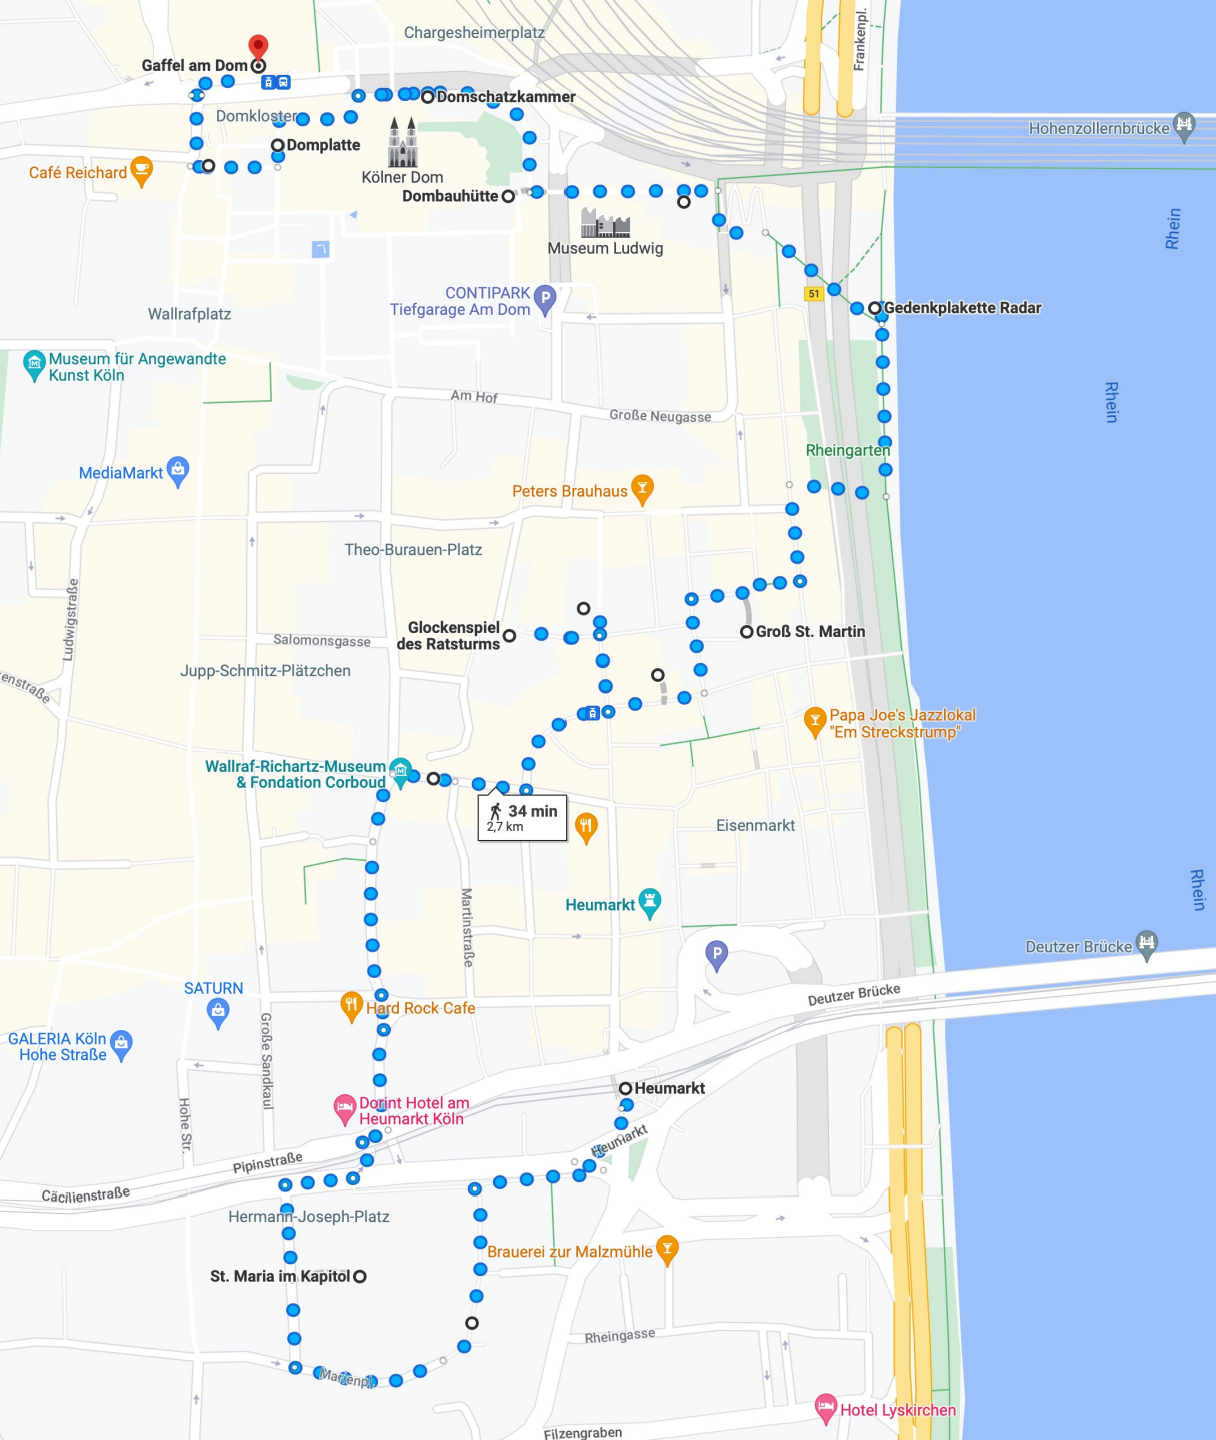 Chargesheimerplatz
Frankenpl.
Gaffel am Dom
Domschatzkammer
Domkloster
Hohenzollernbrücke
Domplatte
Café Reichard
Kölner Dom
Dombauhütte
Museum Ludwig
Rhein
CONTIPARK
Tiefgarage Am Dom
P
51
Gedenkplakette Radar
Wallrafplatz
Museum für Angewandte
Kunst Köln
Am Hof
Große Neugasse
Rhein
Rheingarten
MediaMarkt
Peters Brauhaus
Theo-Burauen-Platz
Ludwigstraße
Glockenspiel
des Ratsturms
Groß St. Martin
Salomonsgasse
Jupp-Schmitz-Plätzchen
enstraße
Papa Joe's Jazzlokal
"Em Streckstrump"
Wallraf-Richartz-Museum
& Fondation Corboud
34 min
2,7 km
Eisenmarkt
Martinstraße
Heumarkt
Rhein
P
Deutzer Brücke
SATURN
Deutzer Brücke
Hard Rock Cafe
GALERIA Köln
Hohe Straße
Große Sandkaul
Heumarkt
Dorint Hotel am
Heumarkt Köln
Hohe Str.
Heumarkt
Pipinstraße
Cäcilienstraße
Hermann-Joseph-Platz
Brauerei zur Malzmühle
St. Maria im Kapitol
Rheingasse
Marienpl.
Hotel Lyskirchen
Filzengraben